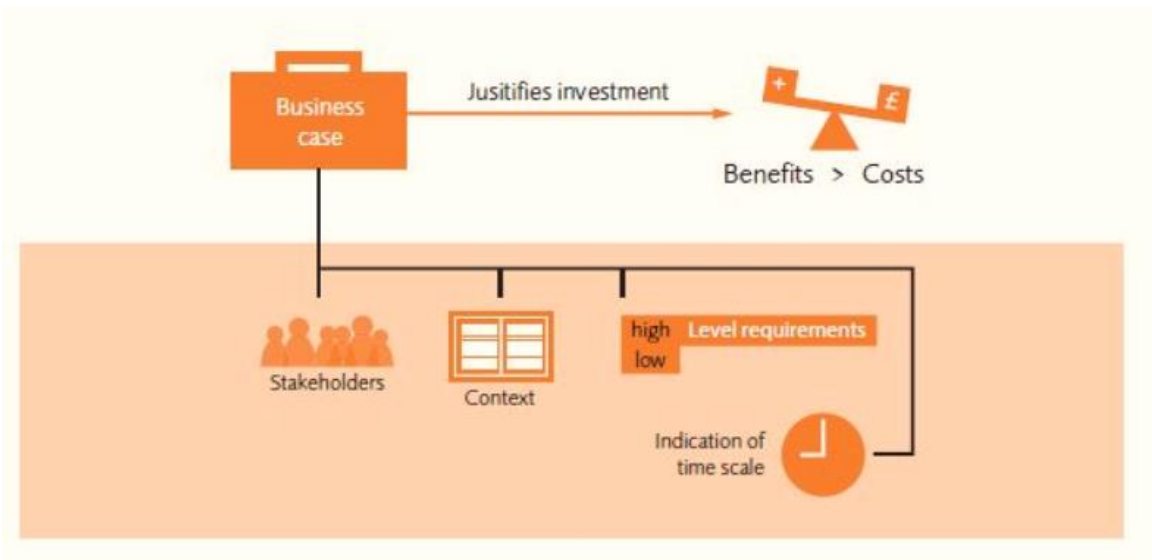 Business
case
Jusitifies investment
+ £
Benefits > Costs
Stakeholders
Context
high Level requirements
low
Indication of
time scale